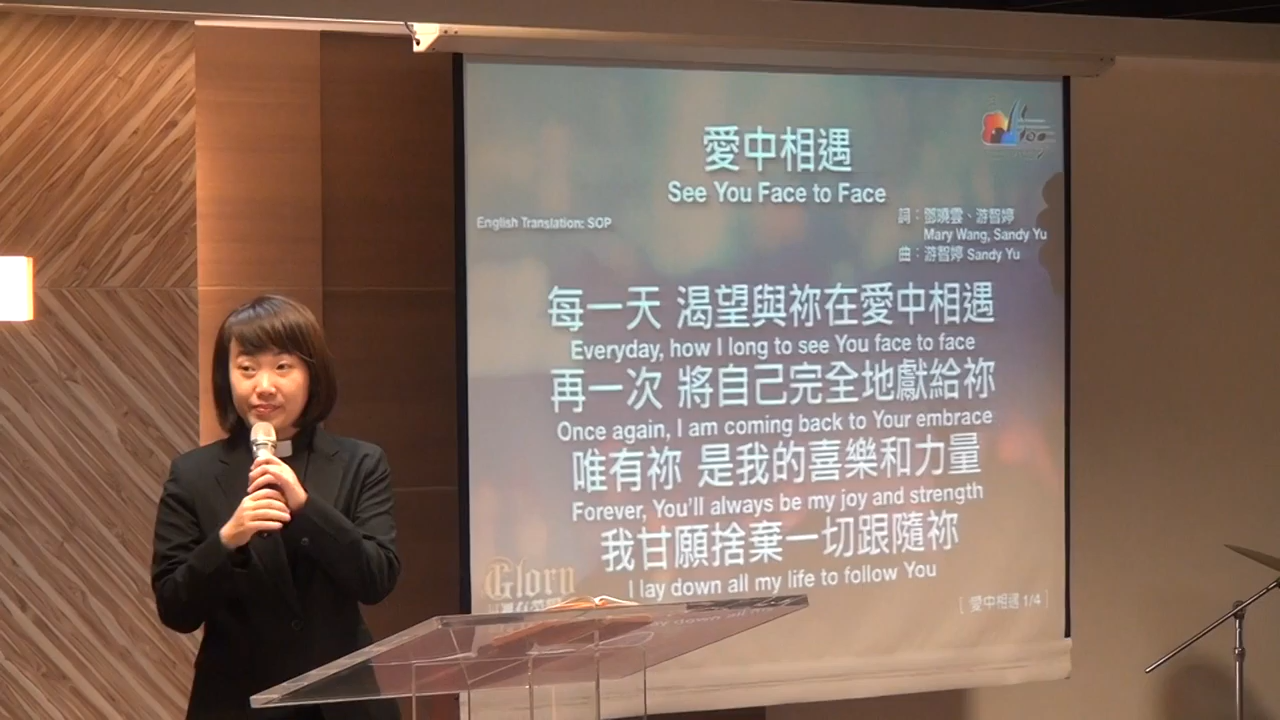 愛中相遇
See You Face to Face
English Translation: SOP
詞：鄧曉雲、游智婷
Mary Wang, Sandy Yu
曲：游智婷 Sandy Yu
每一天 渴望與祢在愛中相遇
Everyday, how I long to see You face to face
再一次 將自己完全地獻給祢
Once again, I am coming back to Your embrace
唯有祢 是我的喜樂和力量
Forever, You'll always be my joy and strength
我甘願捨棄一切跟隨祢
I lay down all my life to follow You
Glory
[ 愛中相遇 1/4 ]